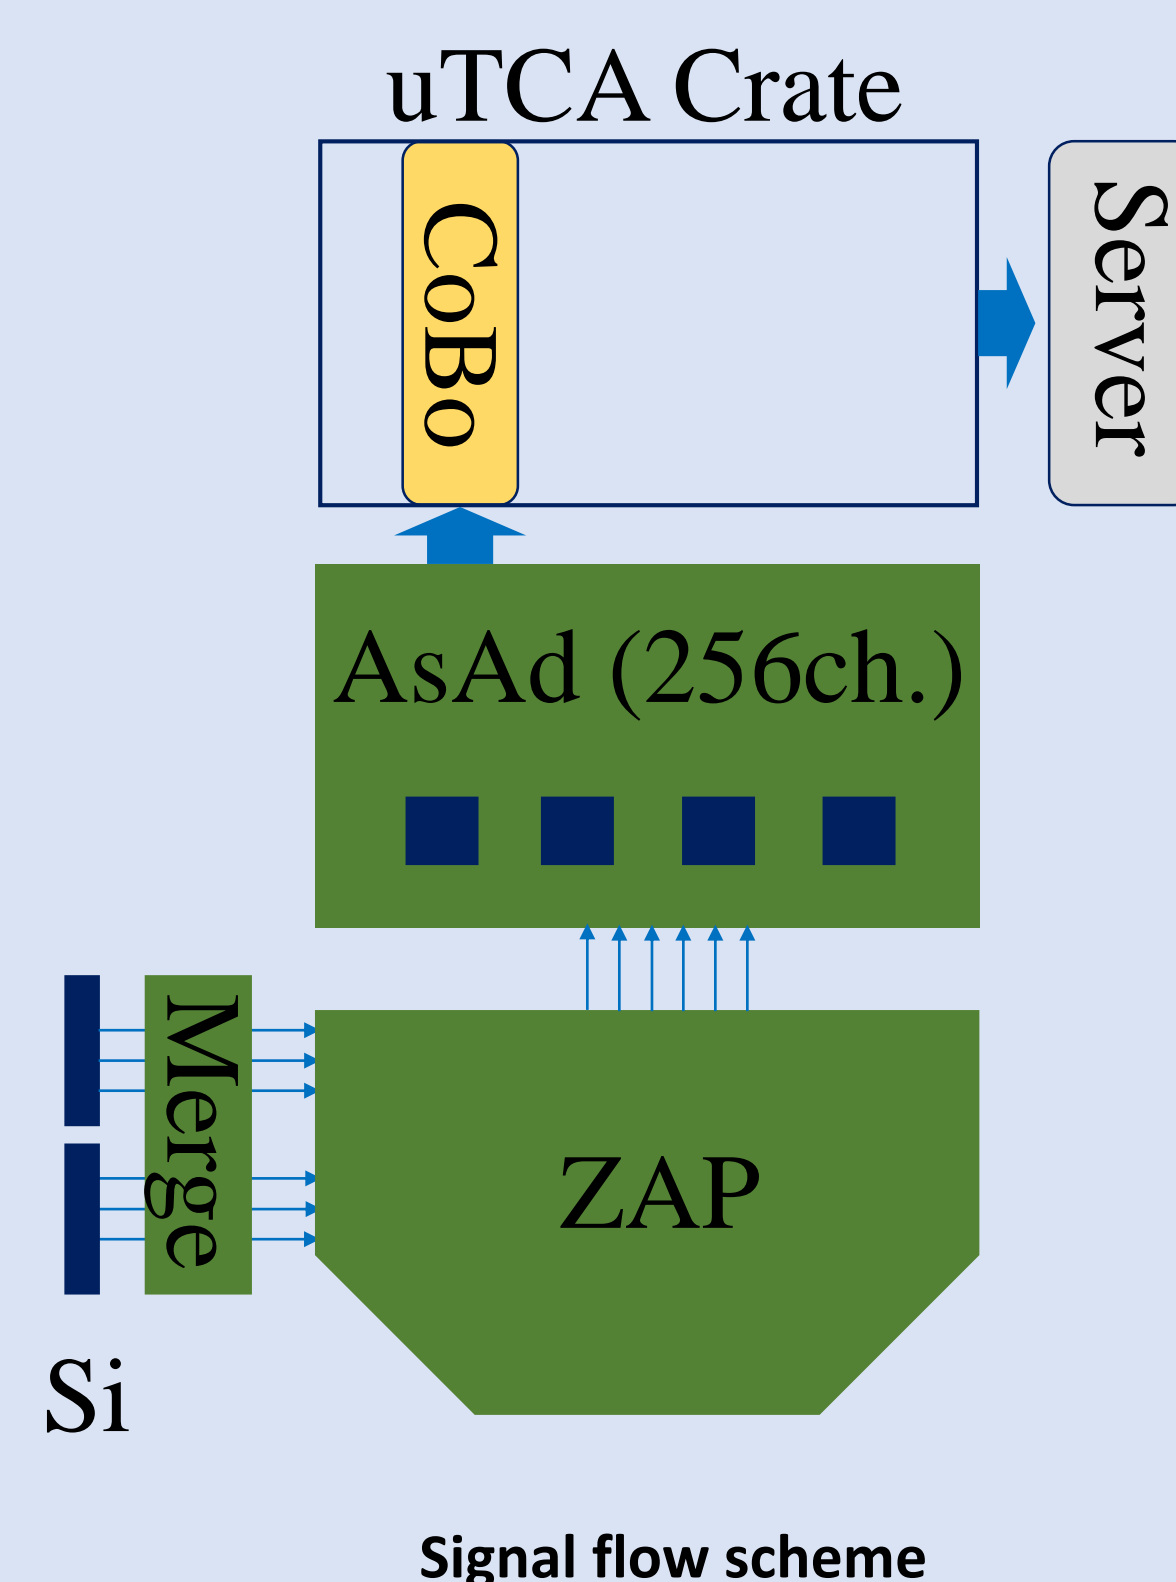 uTCA Crate
CoBo
Server
AsAd (256ch.)
Merge
ZAP
Si
Signal flow scheme